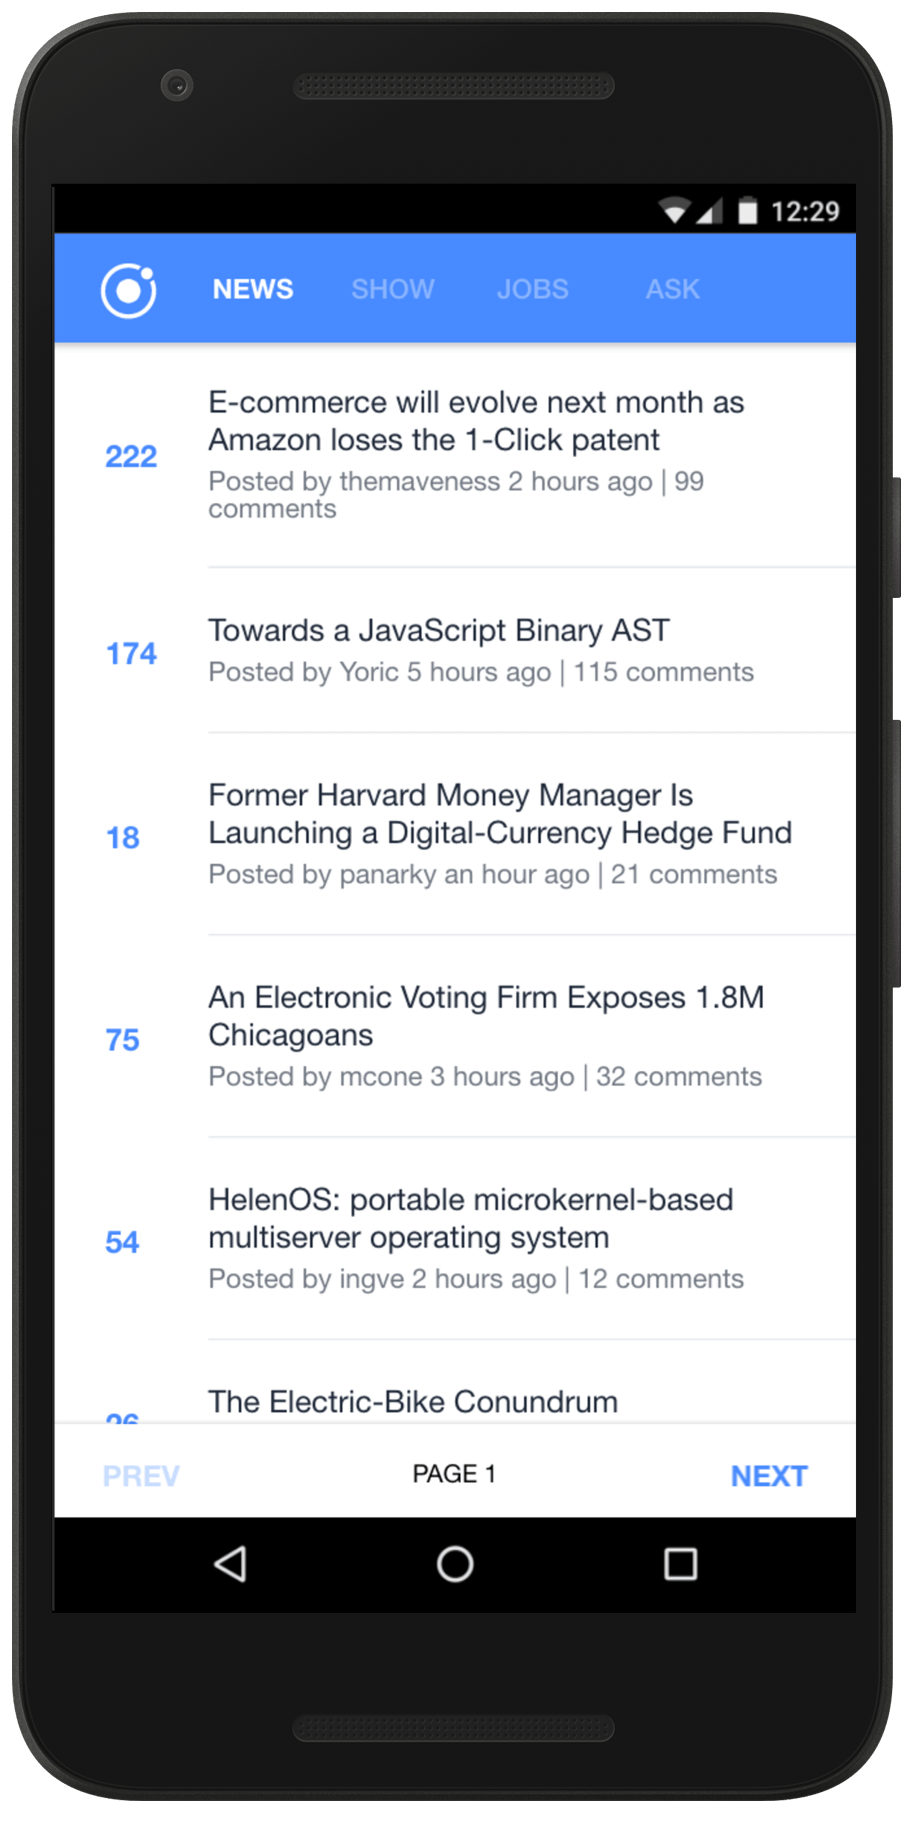 12:29
NEWS SHOW JOBS ASK
E-commerce will evolve next month as
Amazon loses the 1-Click patent
222
Posted by themaveness 2 hours ago | 99
comments
Towards a JavaScript Binary AST
174
Posted by Yoric 5 hours ago | 115 comments
Former Harvard Money Manager Is
Launching a Digital-Currency Hedge Fund
18
Posted by panarky an hour ago | 21 comments
An Electronic Voting Firm Exposes 1.8M
Chicagoans
75
Posted by mcone 3 hours ago | 32 comments
HelenOS: portable microkernel-based
multiserver operating system
54
Posted by ingve 2 hours ago | 12 comments
The Electric-Bike Conundrum
PREV PAGE 1 NEXT